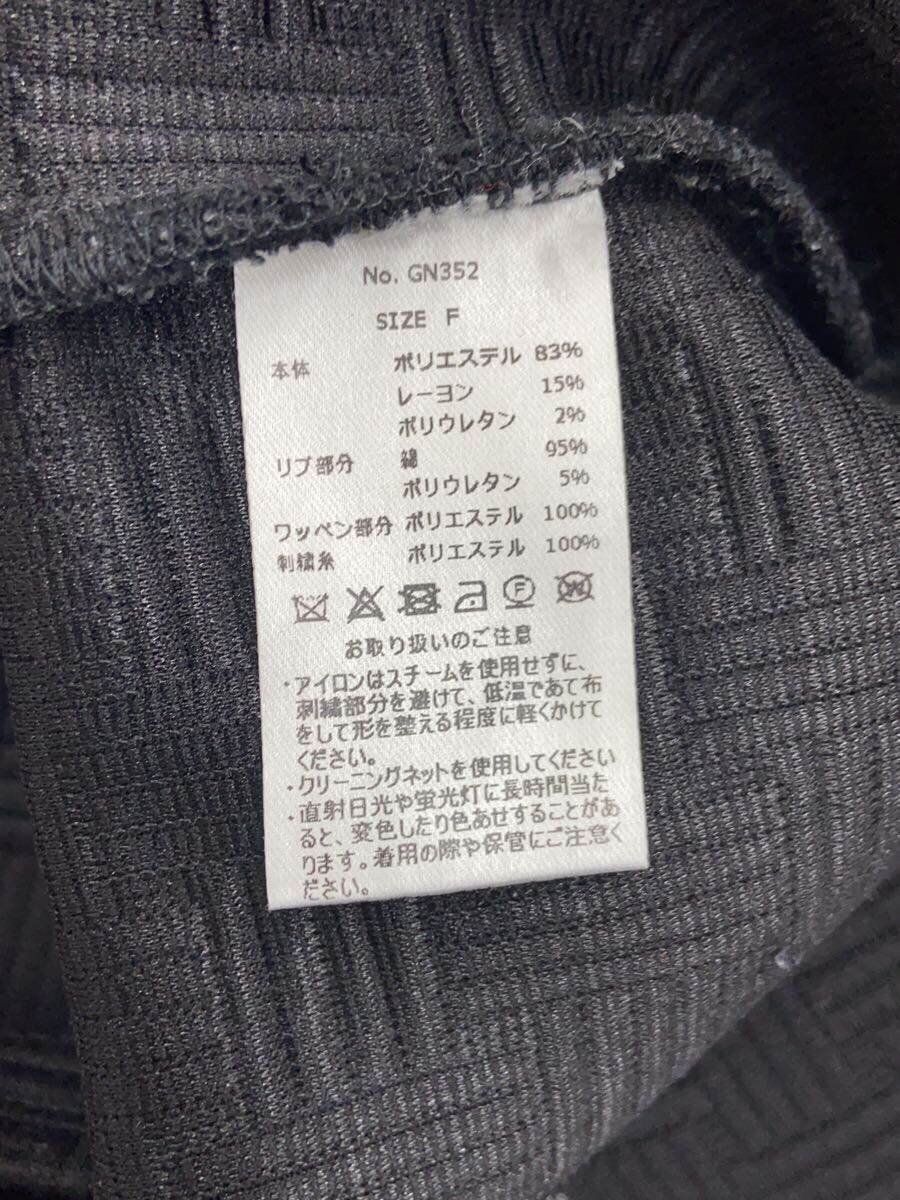 No. GN352
SIZE F
本体 ポリエステル 83%
レーヨン 15%
ポリウレタン 2%
リブ部分 綿 95%
ポリウレタン 5%
ワッペン部分 ポリエステル 100%
刺繍糸 ポリエステル 100%
F W
お取り扱いのご注意
・アイロンはスチームを使用せずに、
刺繍部分を避けて、低温であて布
をして形を整える程度に軽くかけて
ください。
・クリーニングネットを使用してください
・直射日光や蛍光灯に長時間当た
ると、変色したり色あせすることがあ
ります。着用の際や保管にご注意く
ださい。